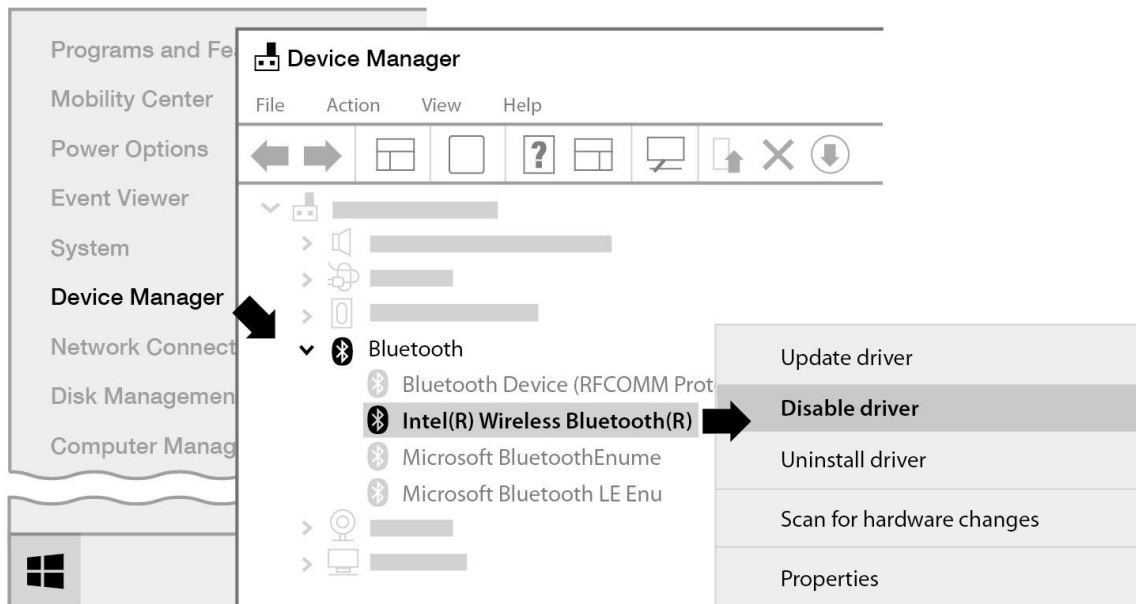 Programs and Fe
Mobility Center
Power Options
Event Viewer
System
Device Manager
Network Connect
Disk Managemen
Computer Manag
Device Manager
File Action View Help
?
Bluetooth
Bluetooth Device (RFCOMM Prot
Intel(R) Wireless Bluetooth(R)
Microsoft BluetoothEnume
Microsoft Bluetooth LE Enu
Update driver
Disable driver
Uninstall driver
Scan for hardware changes
Properties